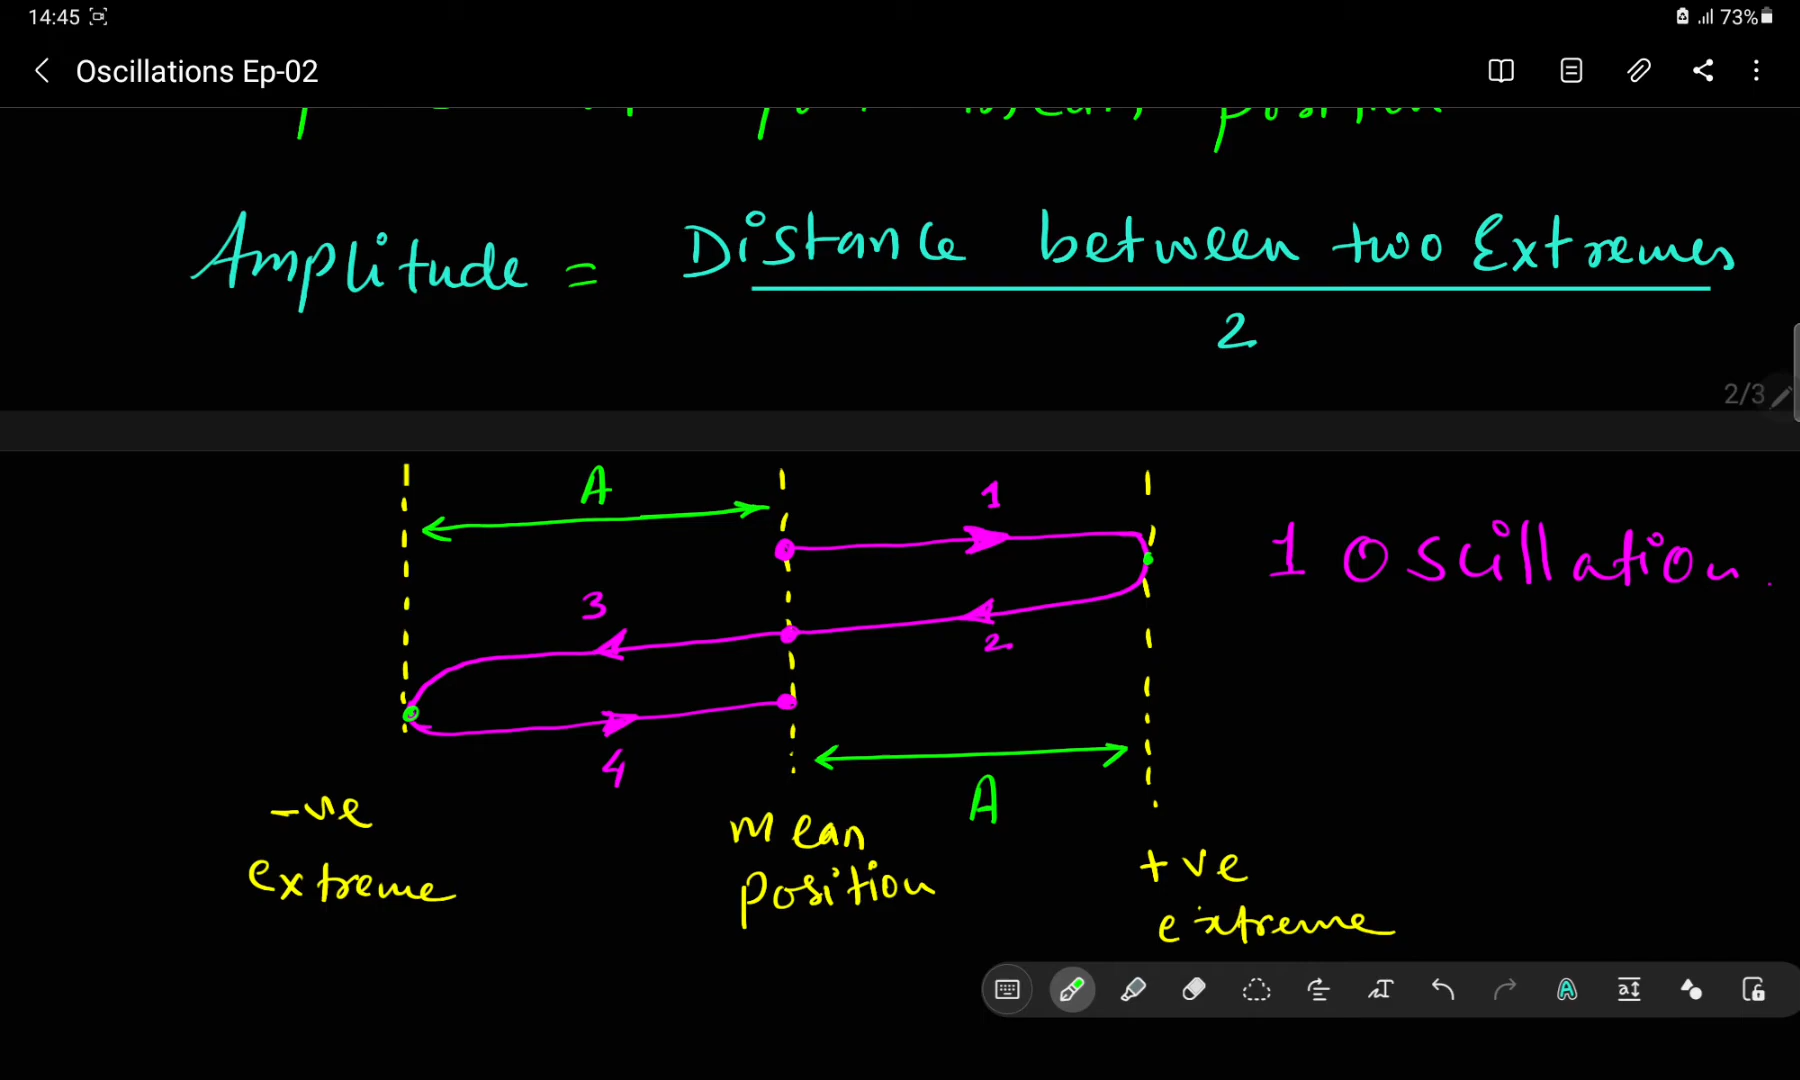 14:45
73%
Oscillations Ep-02
position
Amplitude = Distance between two Extremes
2
2/3
A
1
1 Oscillation.
3
2
4
A
-ve
extreme
mean
position
+ve
extreme